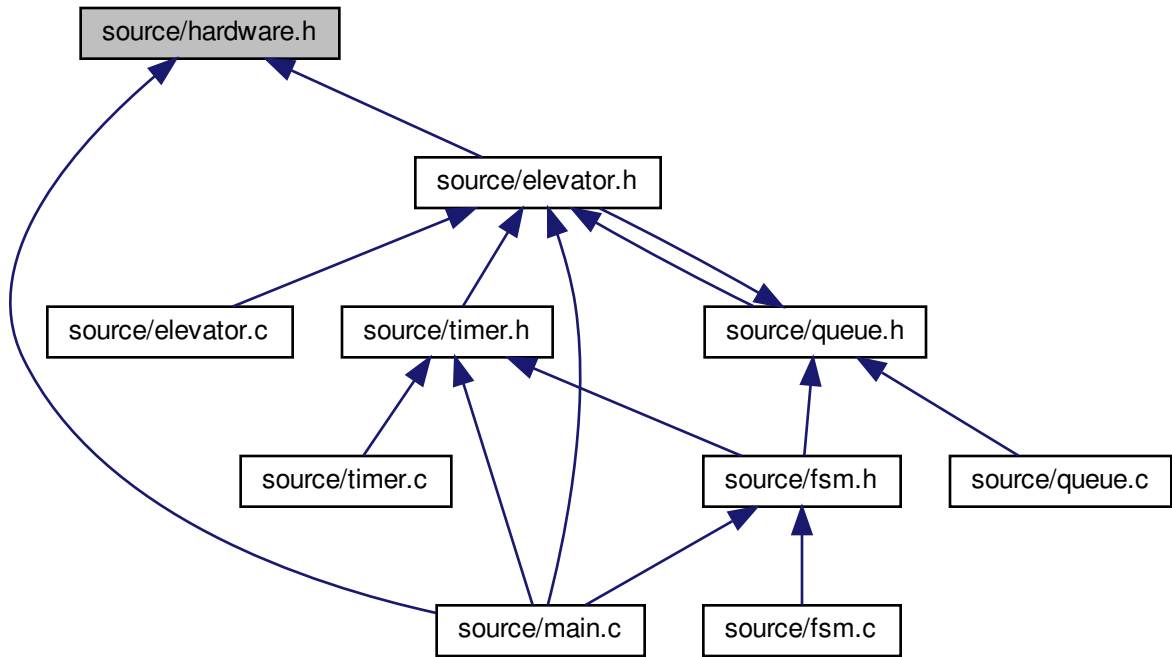 source/hardware.h
source/elevator.h
source/elevator.c
source/timer.h
source/queue.h
source/timer.c
source/fsm.h
source/queue.c
source/main.c
source/fsm.c